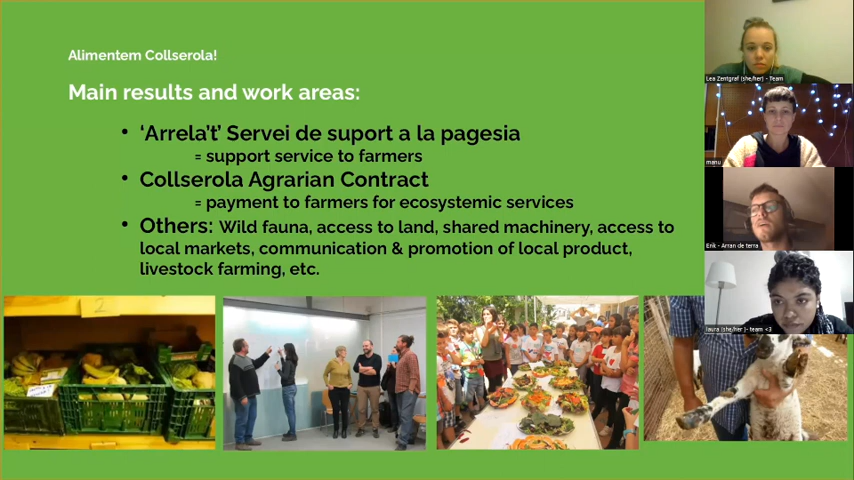 Alimentem Collserola!
Main results and work areas:
• ‘Arrela’t’ Servei de suport a la pagesia
= support service to farmers
• Collserola Agrarian Contract
= payment to farmers for ecosystemic services
• Others: Wild fauna, access to land, shared machinery, access to
local markets, communication & promotion of local product,
livestock farming, etc.
Lea Zentgraf (she/her) - Team
manu
Erik - Arran de terra
laura (she/her )- team <3
2